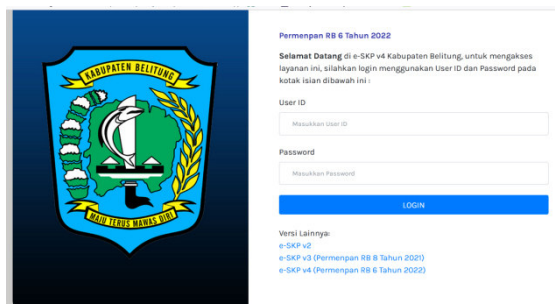 KABUPATEN BELITUNG
MAJU TERUS MAWAS DIRI
Permenpan RB 6 Tahun 2022
Selamat Datang di e-SKP v4 Kabupaten Belitung, untuk mengakses
layanan ini, silahkan login menggunakan User ID dan Password pada
kotak isian dibawah ini :
User ID
Masukkan User ID
Password
Masukkan Password
LOGIN
Versi Lainnya:
e-SKP v2
e-SKP v3 (Permenpan RB 8 Tahun 2021)
e-SKP v4 (Permenpan RB 6 Tahun 2022)